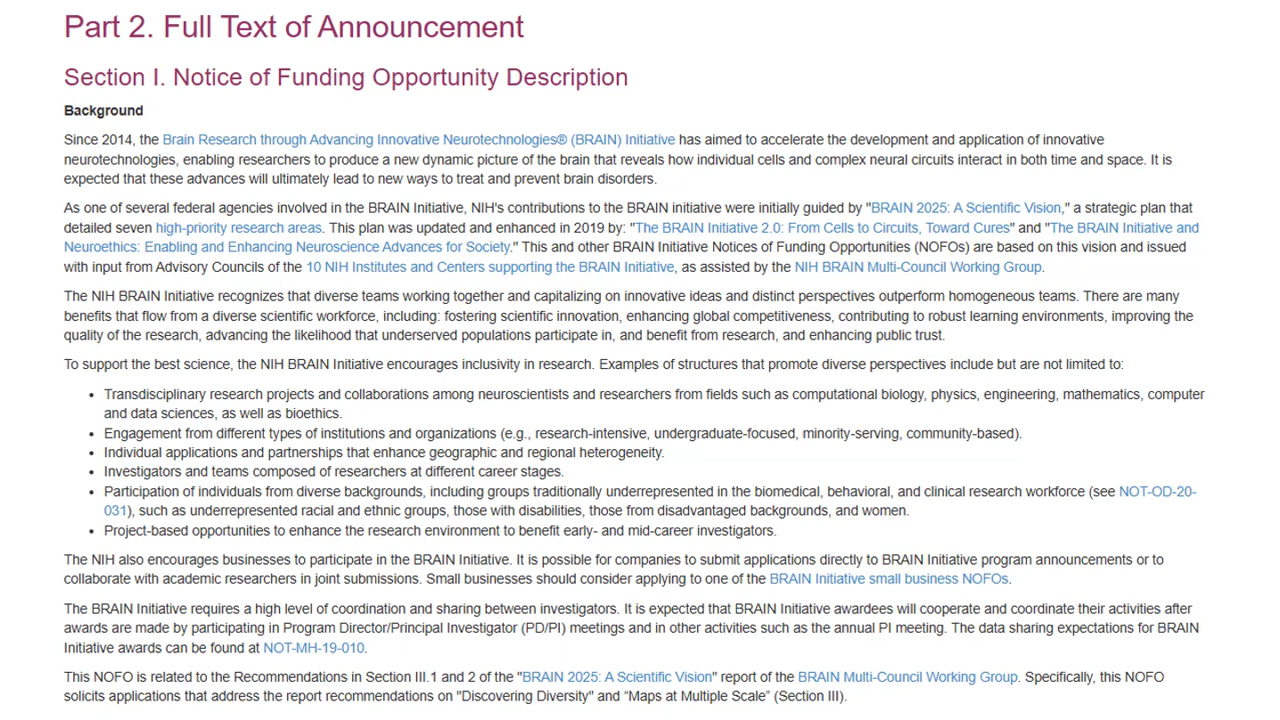 Part 2. Full Text of Announcement
Section I. Notice of Funding Opportunity Description
Background
Since 2014, the Brain Research through Advancing Innovative Neurotechnologies® (BRAIN) Initiative has aimed to accelerate the development and application of innovative
neurotechnologies, enabling researchers to produce a new dynamic picture of the brain that reveals how individual cells and complex neural circuits interact in both time and space. It is
expected that these advances will ultimately lead to new ways to treat and prevent brain disorders.
As one of several federal agencies involved in the BRAIN Initiative, NIH's contributions to the BRAIN initiative were initially guided by "BRAIN 2025: A Scientific Vision," a strategic plan that
detailed seven high-priority research areas. This plan was updated and enhanced in 2019 by: "The BRAIN Initiative 2.0: From Cells to Circuits, Toward Cures" and "The BRAIN Initiative and
Neuroethics: Enabling and Enhancing Neuroscience Advances for Society." This and other BRAIN Initiative Notices of Funding Opportunities (NOFOs) are based on this vision and issued
with input from Advisory Councils of the 10 NIH Institutes and Centers supporting the BRAIN Initiative, as assisted by the NIH BRAIN Multi-Council Working Group.
The NIH BRAIN Initiative recognizes that diverse teams working together and capitalizing on innovative ideas and distinct perspectives outperform homogeneous teams. There are many
benefits that flow from a diverse scientific workforce, including: fostering scientific innovation, enhancing global competitiveness, contributing to robust learning environments, improving the
quality of the research, advancing the likelihood that underserved populations participate in, and benefit from research, and enhancing public trust.
To support the best science, the NIH BRAIN Initiative encourages inclusivity in research. Examples of structures that promote diverse perspectives include but are not limited to:
• Transdisciplinary research projects and collaborations among neuroscientists and researchers from fields such as computational biology, physics, engineering, mathematics, computer
and data sciences, as well as bioethics.
• Engagement from different types of institutions and organizations (e.g., research-intensive, undergraduate-focused, minority-serving, community-based).
• Individual applications and partnerships that enhance geographic and regional heterogeneity.
• Investigators and teams composed of researchers at different career stages.
• Participation of individuals from diverse backgrounds, including groups traditionally underrepresented in the biomedical, behavioral, and clinical research workforce (see NOT-OD-20-
031), such as underrepresented racial and ethnic groups, those with disabilities, those from disadvantaged backgrounds, and women.
• Project-based opportunities to enhance the research environment to benefit early- and mid-career investigators.
The NIH also encourages businesses to participate in the BRAIN Initiative. It is possible for companies to submit applications directly to BRAIN Initiative program announcements or to
collaborate with academic researchers in joint submissions. Small businesses should consider applying to one of the BRAIN Initiative small business NOFOs.
The BRAIN Initiative requires a high level of coordination and sharing between investigators. It is expected that BRAIN Initiative awardees will cooperate and coordinate their activities after
awards are made by participating in Program Director/Principal Investigator (PD/PI) meetings and in other activities such as the annual PI meeting. The data sharing expectations for BRAIN
Initiative awards can be found at NOT-MH-19-010.
This NOFO is related to the Recommendations in Section III.1 and 2 of the "BRAIN 2025: A Scientific Vision" report of the BRAIN Multi-Council Working Group. Specifically, this NOFO
solicits applications that address the report recommendations on "Discovering Diversity" and “Maps at Multiple Scale” (Section III).